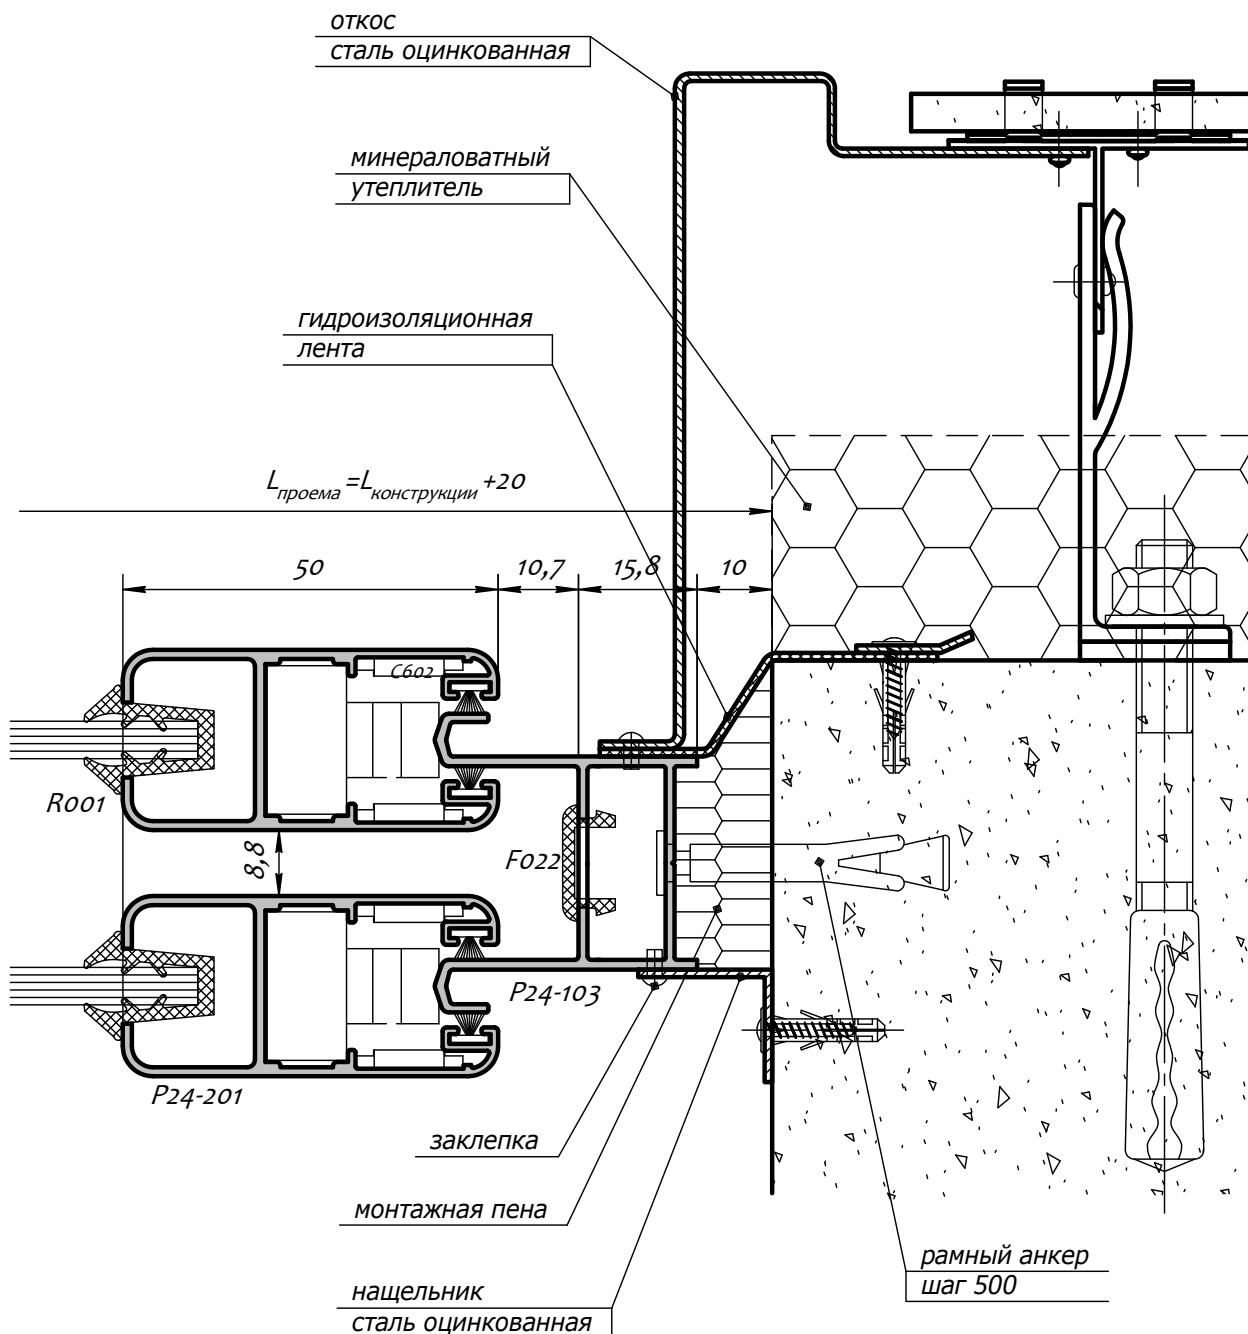 откос
сталь оцинкованная
минераловатный
утеплитель
гидроизоляционная
лента
Lпроема =Lконструкции +20
50
10,7
15,8
10
C602
R001
8,8
F022
P24-103
P24-201
заклепка
монтажная пена
рамный анкер
шаг 500
нащельник
сталь оцинкованная